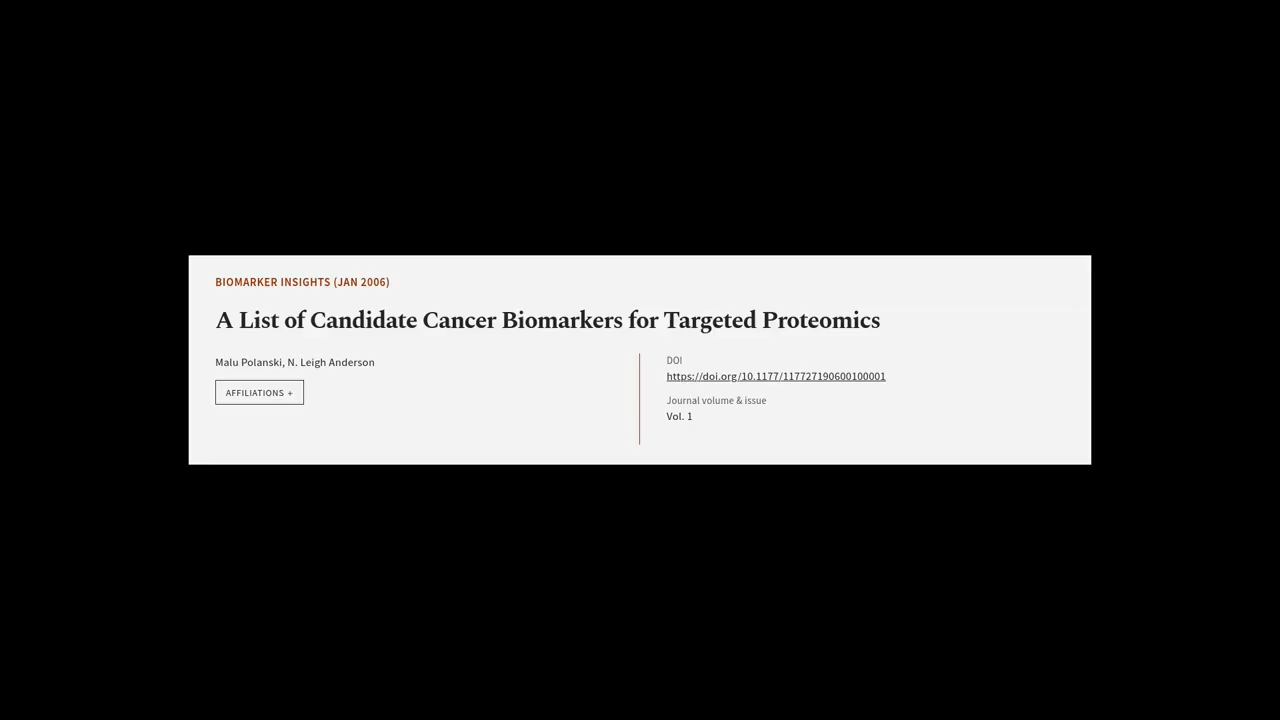 BIOMARKER INSIGHTS (JAN 2006)
A List of Candidate Cancer Biomarkers for Targeted Proteomics
Malu Polanski, N. Leigh Anderson
AFFILIATIONS +
DOI
https://doi.org/10.1177/117727190600100001
Journal volume & issue
Vol. 1